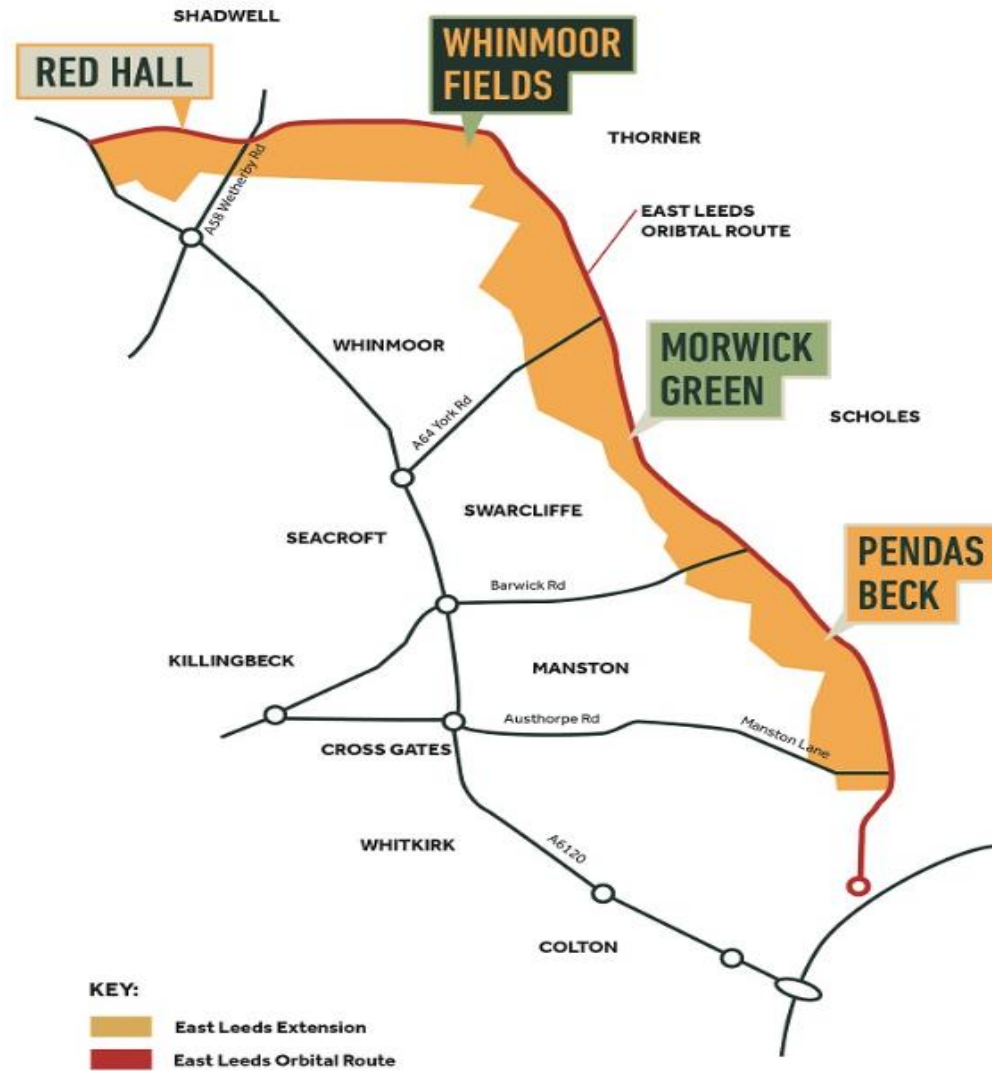 SHADWELL
RED HALL
WHINMOOR
FIELDS
THORNER
A58 Wetherby Rd
EAST LEEDS
ORIBTAL ROUTE
WHINMOOR
MORWICK
GREEN
SCHOLES
A64 York Rd
SWARCLIFFE
SEACROFT
PENDAS
BECK
Barwick Rd
KILLINGBECK
MANSTON
Austhorpe Rd
Manston Lane
CROSS GATES
WHITKIRK
A6120
COLTON
KEY:
East Leeds Extension
East Leeds Orbital Route